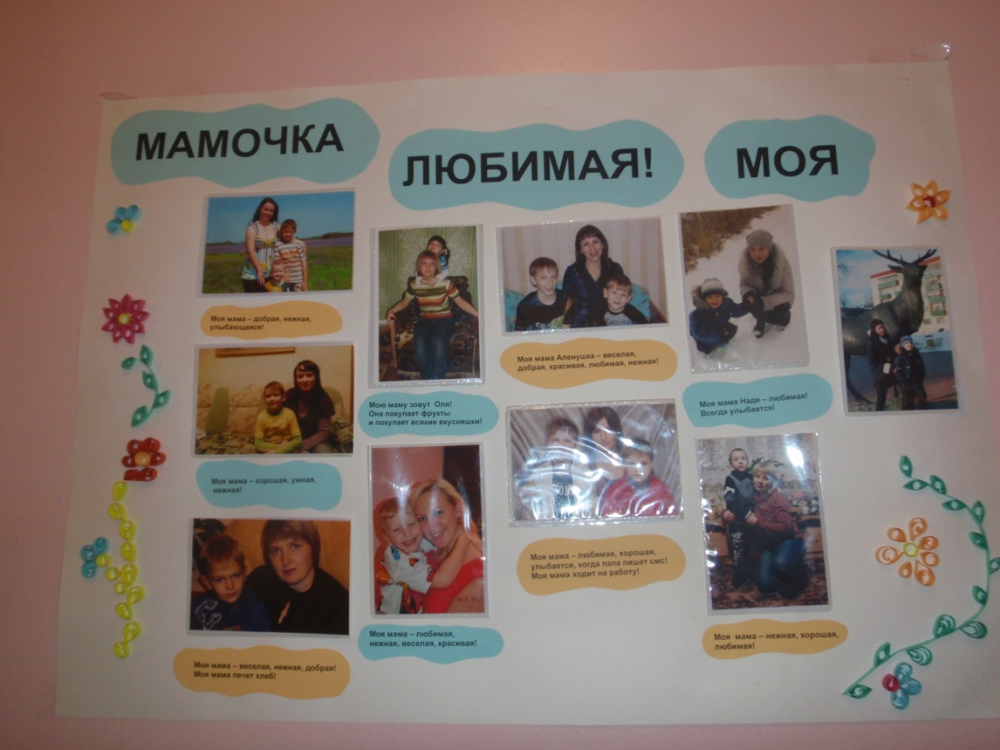 МАМОЧКА
ЛЮБИМАЯ!
МОЯ
Моя мама – добрая, нежная,
улыбающаяся!
Моя мама – хорошая, умная,
нежная!
Моя мама – веселая, нежная, добрая!
Моя мама печет хлеб!
Мою маму зовут Оля!
Она покупает фрукты
и покупает всякие вкусняшки!
Моя мама – любимая,
нежная, веселая, красивая!
Моя мама Аленушка – веселая,
добрая, красивая, любимая, нежная!
Моя мама – любимая, хорошая,
улыбается, когда папа пишет смс!
Моя мама ходит на работу!
Моя мама Надя – любимая!
Всегда улыбается!
Моя мама – нежная, хорошая,
любимая!